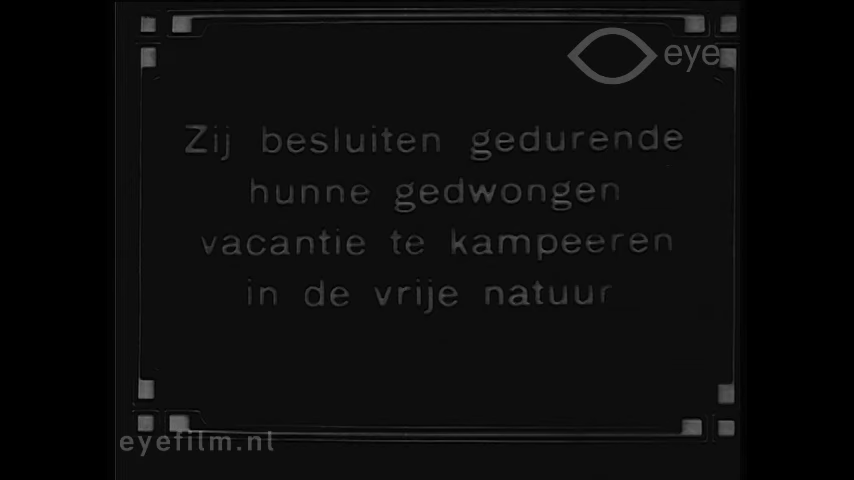 eye
Zij besluiten gedurende
hunne gedwongen
vacantie te kampeeren
in de vrije natuur
eyefilm.nl